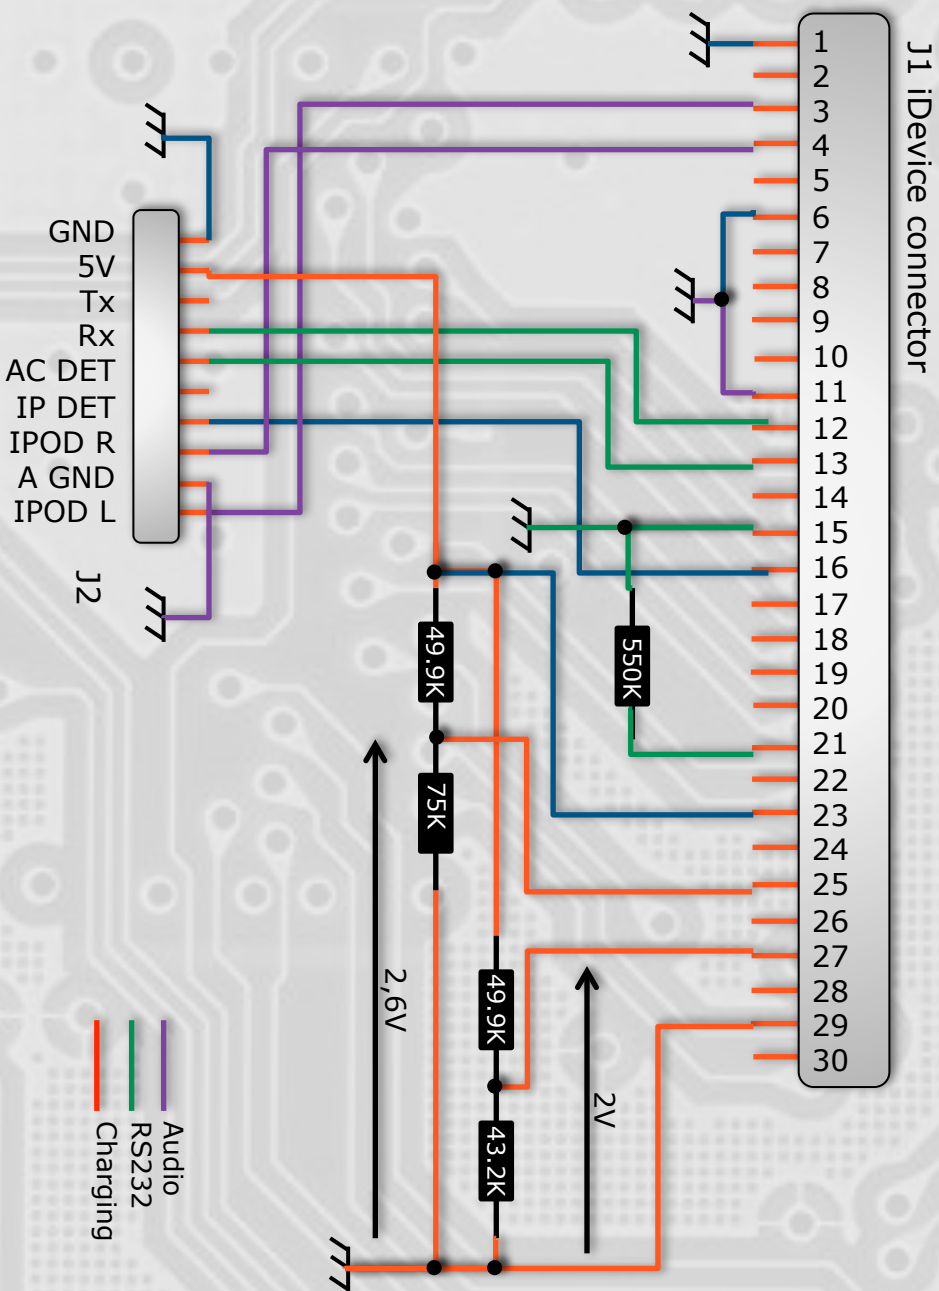 J1 iDevice connector
1
2
3
4
5
6
7
8
9
10
11
12
13
14
15
16
17
18
19
20
21
22
23
24
25
26
27
28
29
30
GND
5V
Tx
Rx
AC DET
IP DET
IPOD R
A GND
IPOD L
J2
49.9K
75K
550K
49.9K
43.2K
2,6V
2V
Audio
RS232
Charging